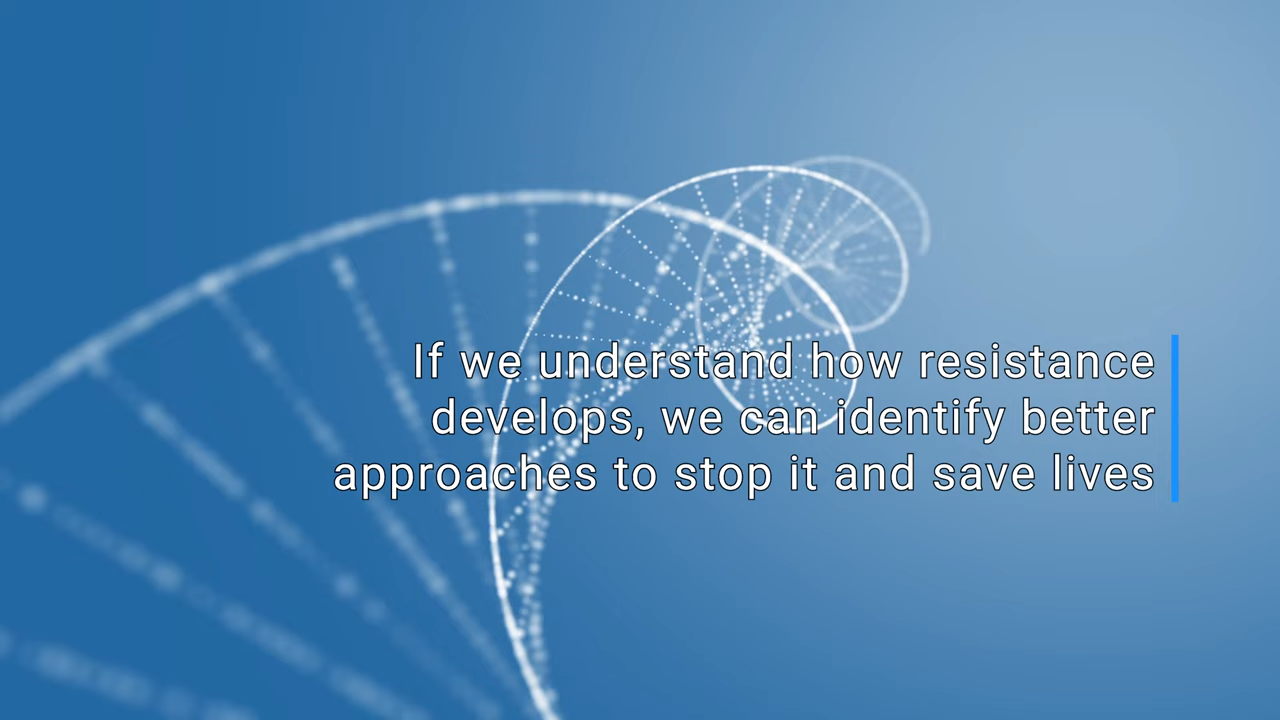 If we understand how resistance
develops, we can identify better
approaches to stop it and save lives